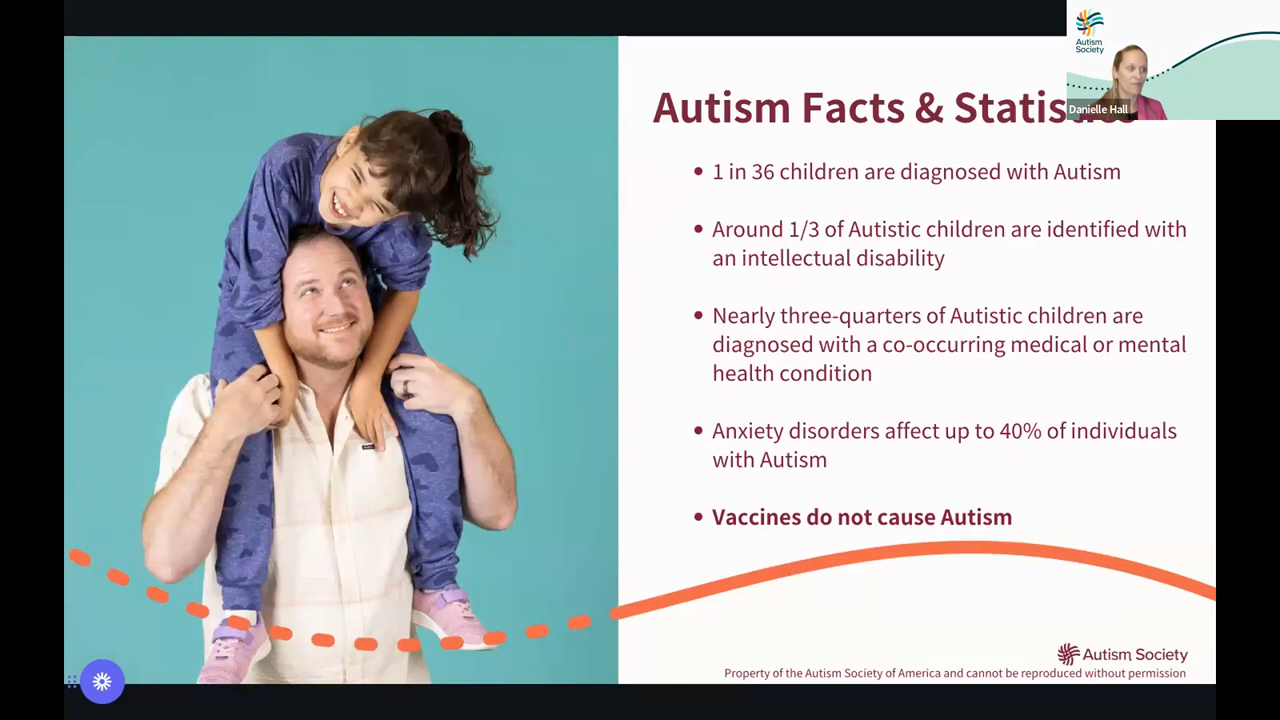 Autism
Society
Danielle Hall
Autism Facts & Statistics
• 1 in 36 children are diagnosed with Autism
• Around 1/3 of Autistic children are identified with
an intellectual disability
• Nearly three-quarters of Autistic children are
diagnosed with a co-occurring medical or mental
health condition
• Anxiety disorders affect up to 40% of individuals
with Autism
• Vaccines do not cause Autism
Autism Society
Property of the Autism Society of America and cannot be reproduced without permission